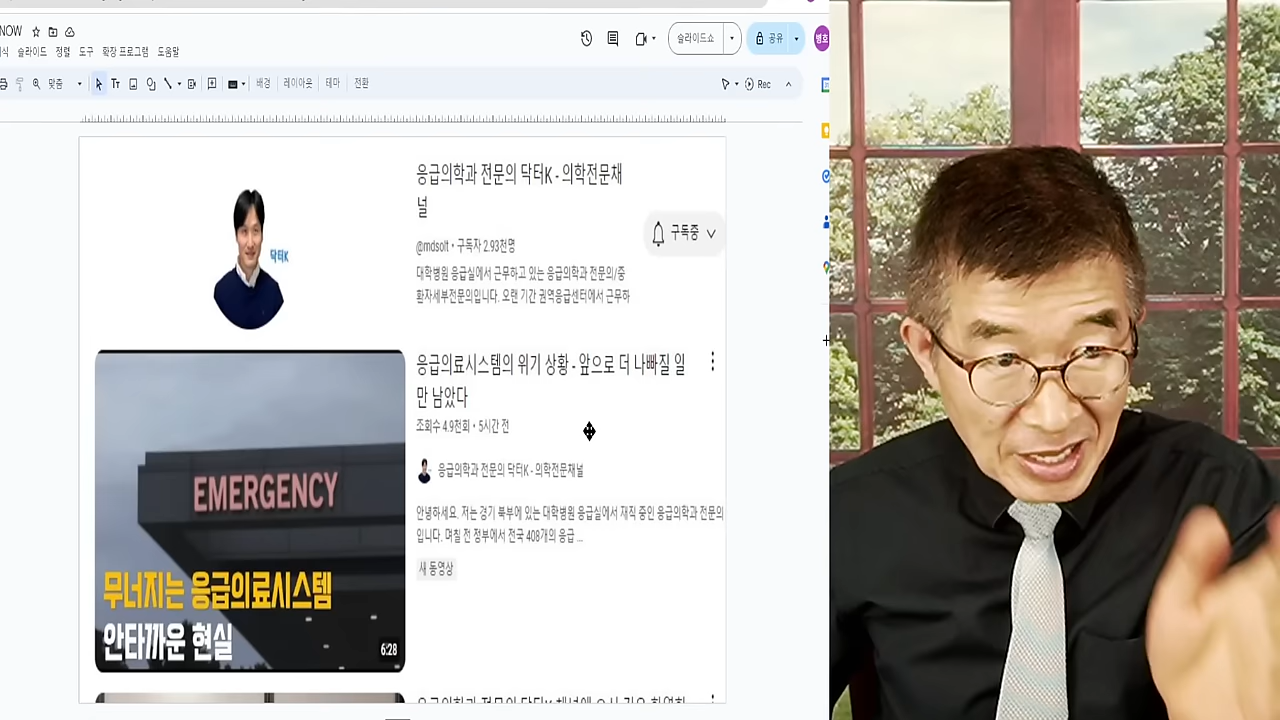 NOW
슬라이드 정렬 도구 확장 프로그램 도움말
슬라이드쇼
공유
병호
맞춤
배경 레이아웃 테마 전환
Rec
응급의학과 전문의 닥터K - 의학전문채
널
구독중
@mdsolt • 구독자 2.93천명
닥터K
대학병원 응급실에서 근무하고 있는 응급의학과 전문의/중
환자세부전문의입니다. 오랜 기간 권역응급센터에서 근무하
응급의료시스템의 위기 상황 - 앞으로 더 나빠질 일
만 남았다
조회수 4.9천회 • 5시간 전
응급의학과 전문의 닥터K - 의학전문채널
안녕하세요. 저는 경기 북부에 있는 대학병원 응급실에서 재직 중인 응급의학과 전문의
입니다. 며칠 전 정부에서 전국 408개의 응급 ...
새 동영상
EMERGENCY
무너지는 응급의료시스템
안타까운 현실
6:28